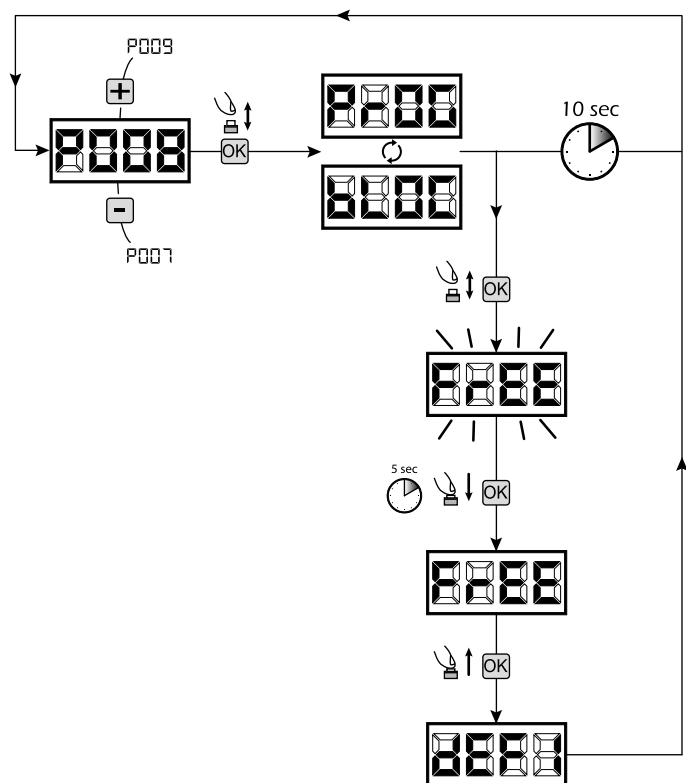 P009
+
P008
OK
-
P007
PrOG
bLOC
10 sec
OK
FrEE
5 sec
OK
FrEE
OK
dEF1